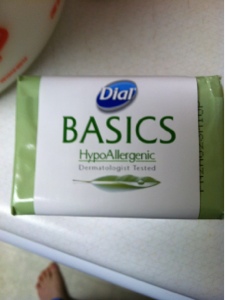 Dial
BASICS
HypoAllergenic
Dermatologist Tested